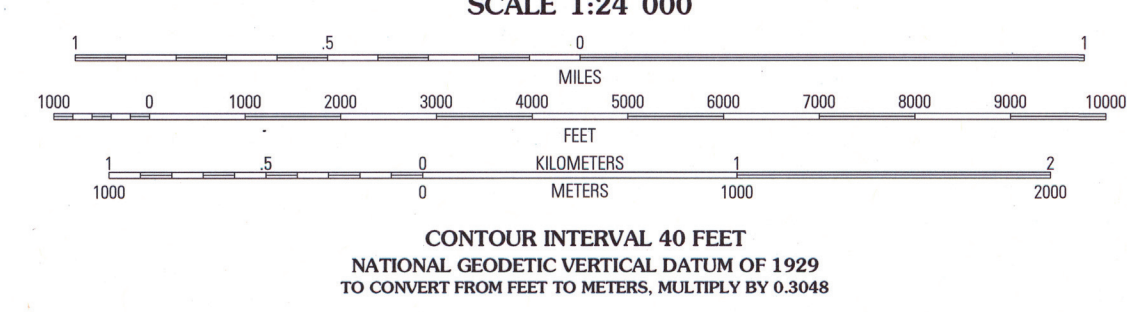 SCALE 1:24 000
1 .5 0 1
MILES
1000 0 1000 2000 3000 4000 5000 6000 7000 8000 9000 10000
FEET
1 .5 0 KILOMETERS 1 2
1000 0 METERS 1000 2000
CONTOUR INTERVAL 40 FEET
NATIONAL GEODETIC VERTICAL DATUM OF 1929
TO CONVERT FROM FEET TO METERS, MULTIPLY BY 0.3048